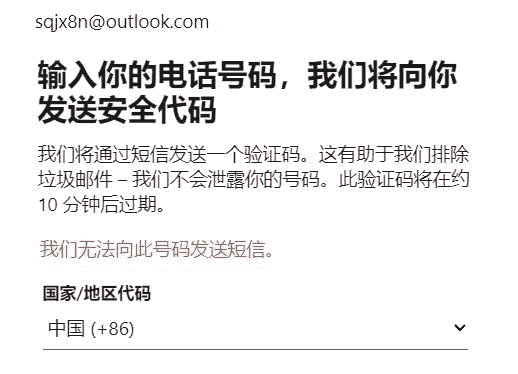 sqjx8n@outlook.com
输入你的电话号码，我们将向你
发送安全代码
我们将通过短信发送一个验证码。这有助于我们排除
垃圾邮件 – 我们不会泄露你的号码。此验证码将在约
10 分钟后过期。
我们无法向此号码发送短信。
国家/地区代码
中国 (+86)